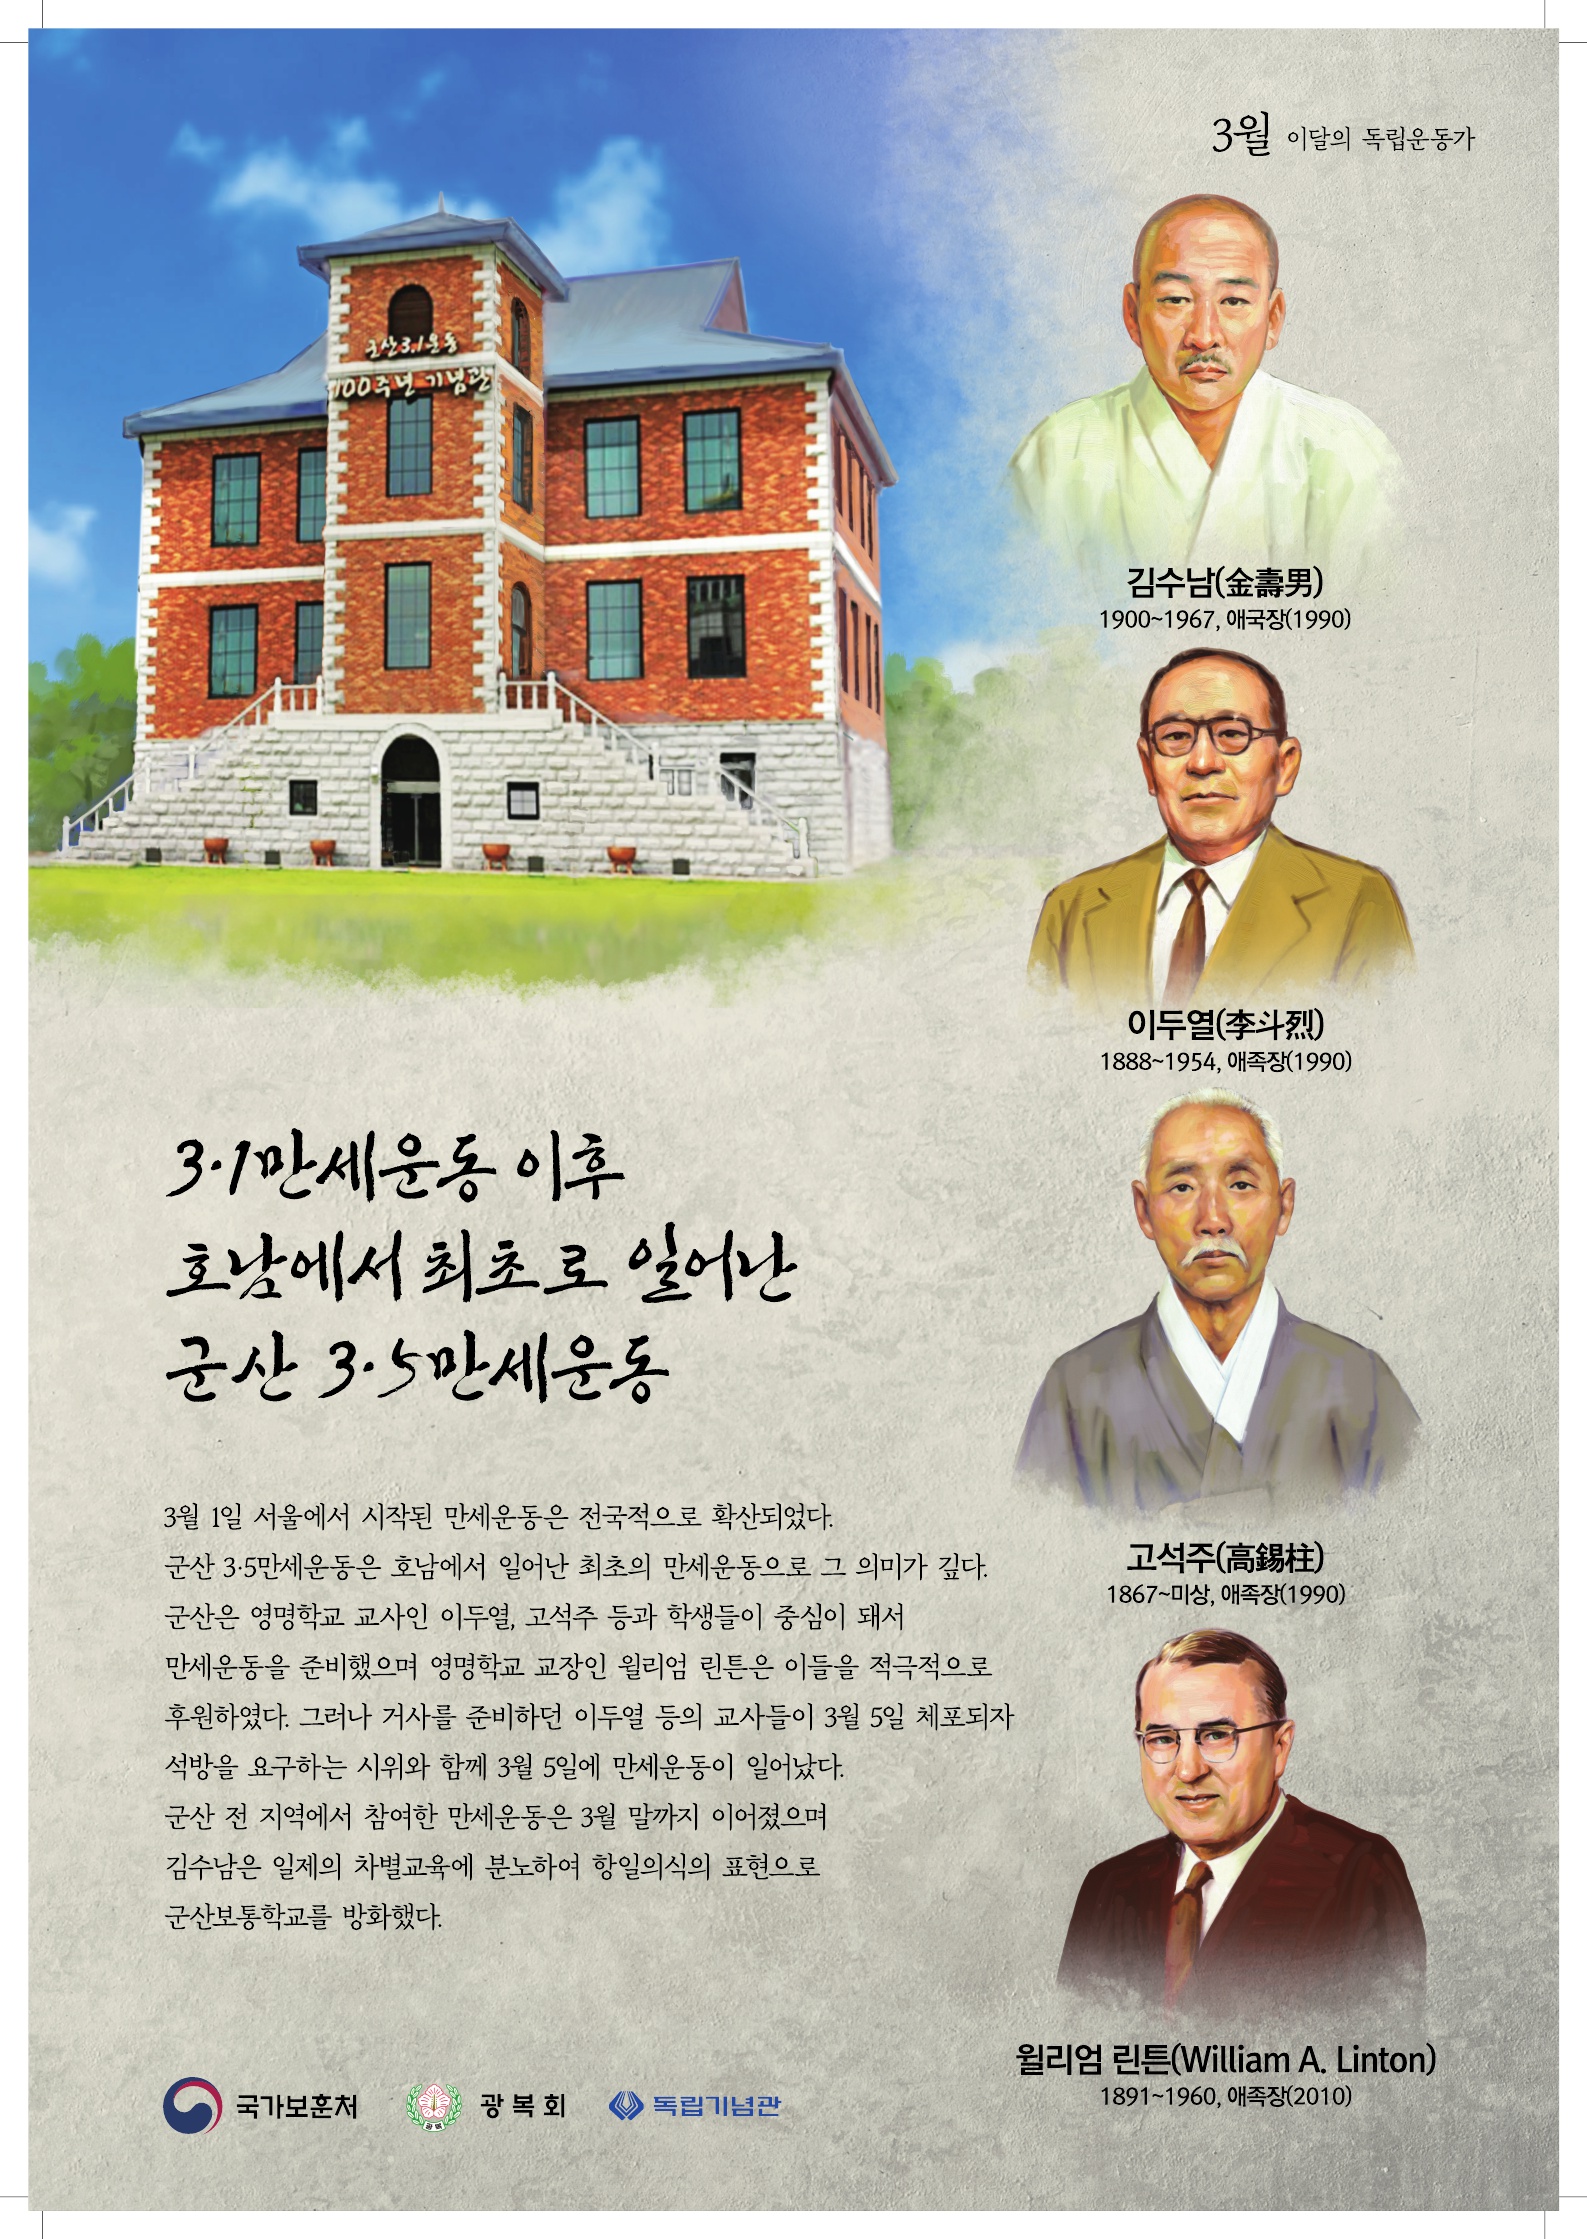 3월 이달의 독립운동가
군산3.1운동
100주년 기념관
김수남(金壽男)
1900~1967, 애국장(1990)
이두열(李斗烈)
1888~1954, 애족장(1990)
고석주(高錫柱)
1867~미상, 애족장(1990)
윌리엄 린튼(William A. Linton)
1891~1960, 애족장(2010)
3·1만세운동 이후
호남에서 최초로 일어난
군산 3·5만세운동
3월 1일 서울에서 시작된 만세운동은 전국적으로 확산되었다.
군산 3·5만세운동은 호남에서 일어난 최초의 만세운동으로 그 의미가 깊다.
군산은 영명학교 교사인 이두열, 고석주 등과 학생들이 중심이 돼서
만세운동을 준비했으며 영명학교 교장인 윌리엄 린튼은 이들을 적극적으로
후원하였다. 그러나 거사를 준비하던 이두열 등의 교사들이 3월 5일 체포되자
석방을 요구하는 시위와 함께 3월 5일에 만세운동이 일어났다.
군산 전 지역에서 참여한 만세운동은 3월 말까지 이어졌으며
김수남은 일제의 차별교육에 분노하여 항일의식의 표현으로
군산보통학교를 방화했다.
국가보훈처 광복회 독립기념관